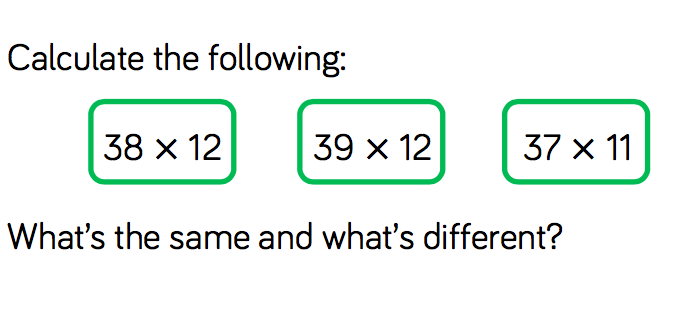 Calculate the following:
38 × 12 39 × 12 37 × 11
What's the same and what's different?